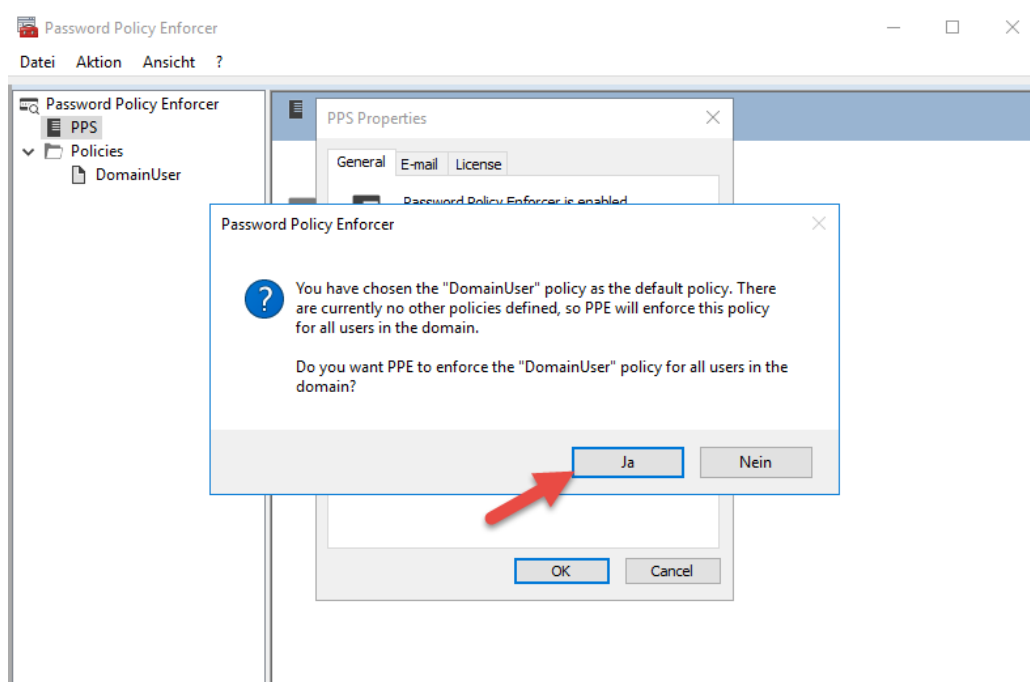 Password Policy Enforcer
Datei Aktion Ansicht ?
Password Policy Enforcer
PPS
Policies
DomainUser
PPS Properties
General E-mail License
Password Policy Enforcer is enabled
Password Policy Enforcer
You have chosen the "DomainUser" policy as the default policy. There
are currently no other policies defined, so PPE will enforce this policy
for all users in the domain.
Do you want PPE to enforce the "DomainUser" policy for all users in the
domain?
Ja Nein
OK Cancel